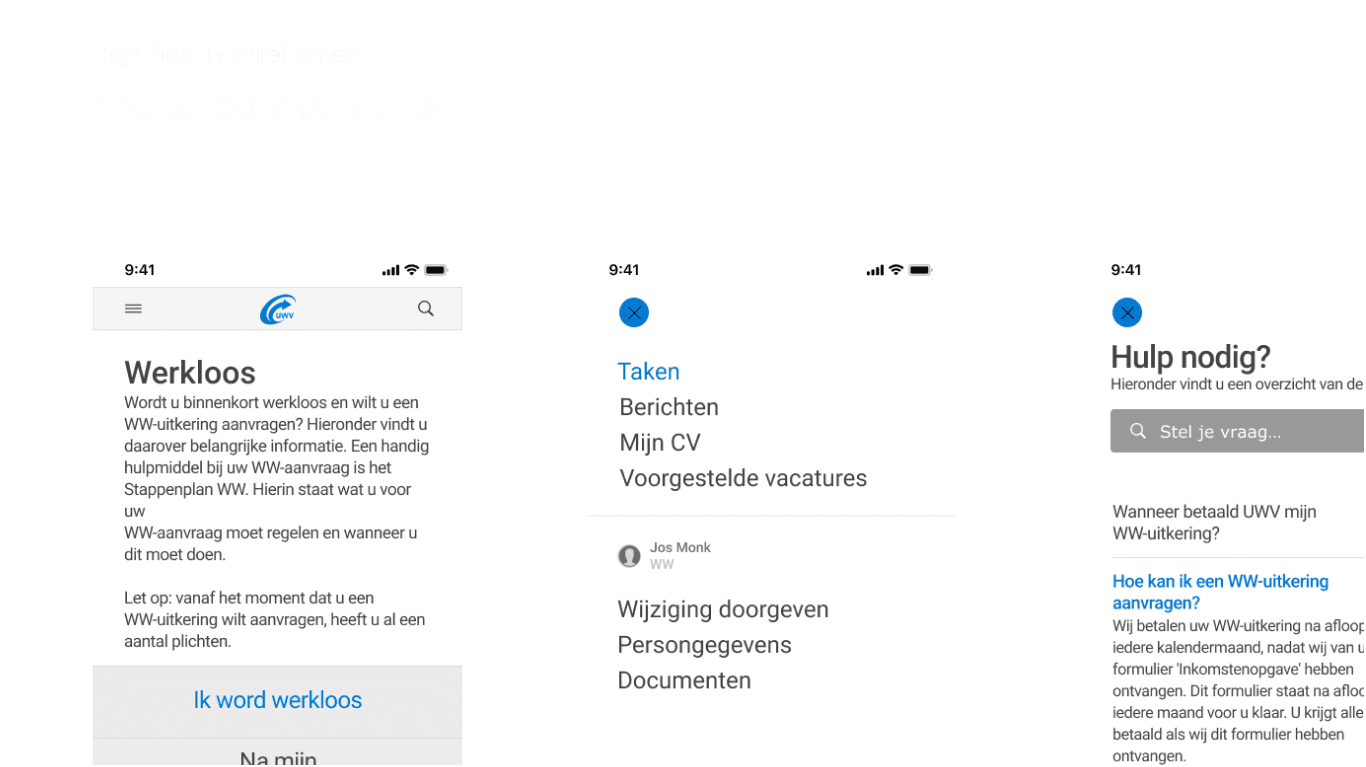 High Fidelity Wireframes
9:41
UWV
Werkloos
Wordt u binnenkort werkloos en wilt u een
WW-uitkering aanvragen? Hieronder vindt u
daarover belangrijke informatie. Een handig
hulpmiddel bij uw WW-aanvraag is het
Stappenplan WW. Hierin staat wat u voor
uw
WW-aanvraag moet regelen en wanneer u
dit moet doen.
Let op: vanaf het moment dat u een
WW-uitkering wilt aanvragen, heeft u al een
aantal plichten.
Ik word werkloos
Na mijn
9:41
Taken
Berichten
Mijn CV
Voorgestelde vacatures
Jos Monk
WW
Wijziging doorgeven
Persongegevens
Documenten
9:41
Hulp nodig?
Hieronder vindt u een overzicht van de
Stel je vraag...
Wanneer betaald UWV mijn
WW-uitkering?
Hoe kan ik een WW-uitkering
aanvragen?
Wij betalen uw WW-uitkering na afloop
iedere kalendermaand, nadat wij van u
formulier 'Inkomstenopgave' hebben
ontvangen. Dit formulier staat na afloo
iedere maand voor u klaar. U krijgt alle
betaald als wij dit formulier hebben
ontvangen.